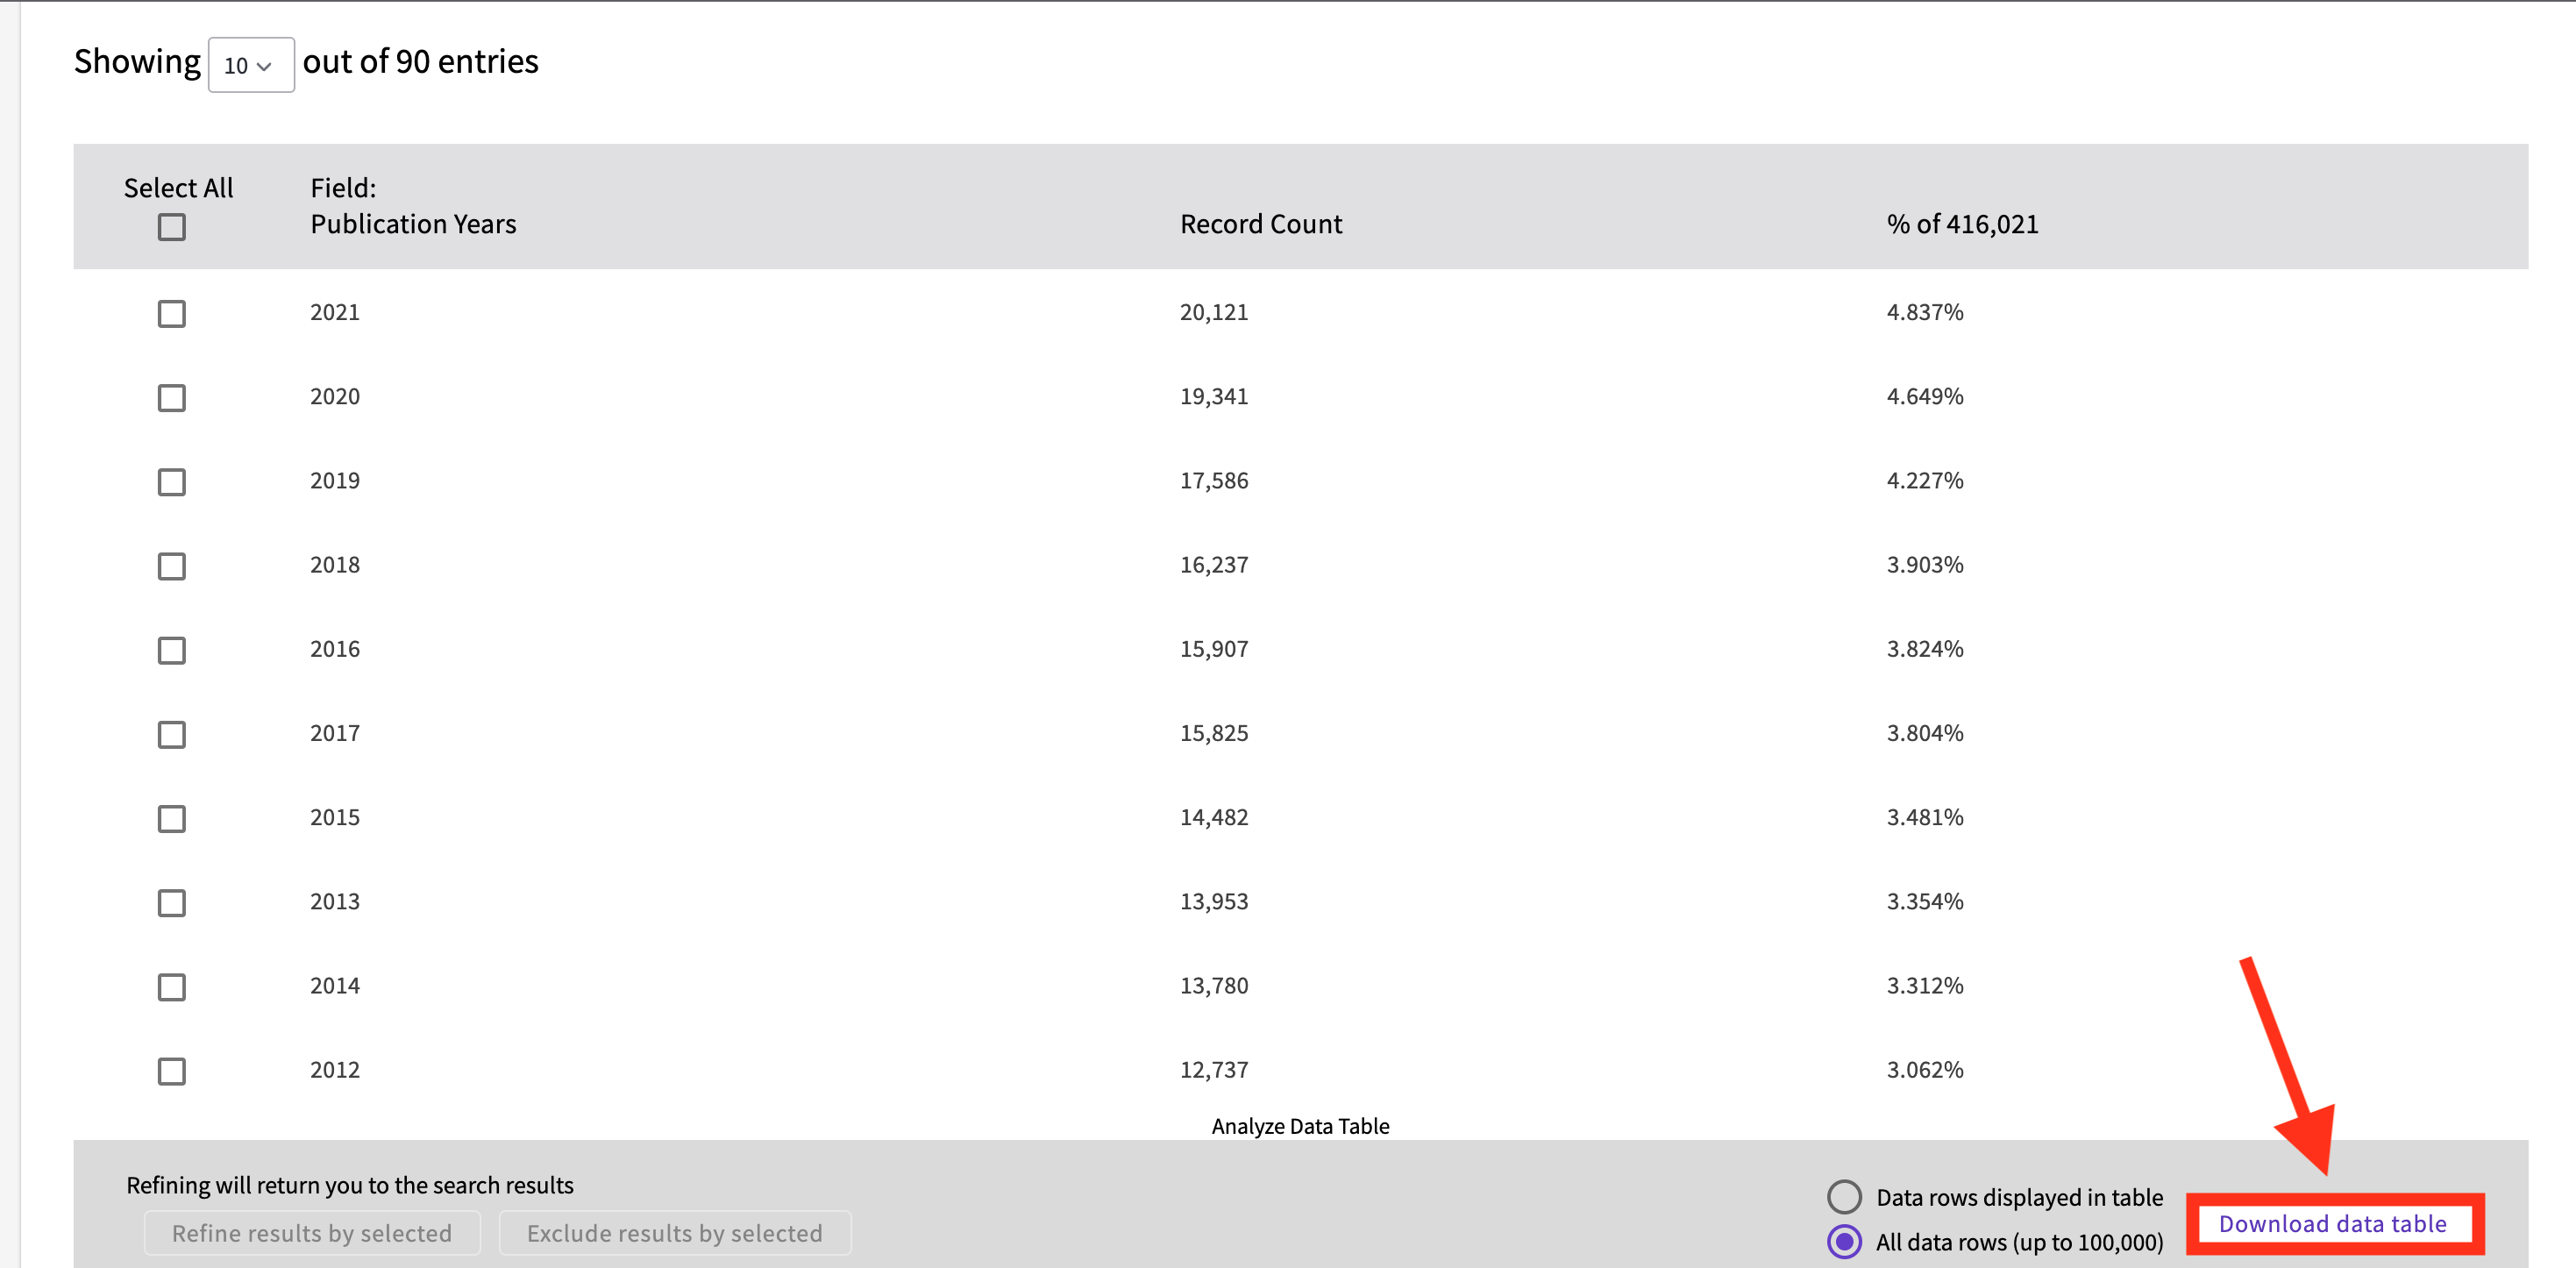 Showing 10 out of 90 entries
Select All Field:
Publication Years Record Count % of 416,021
2021 20,121 4.837%
2020 19,341 4.649%
2019 17,586 4.227%
2018 16,237 3.903%
2016 15,907 3.824%
2017 15,825 3.804%
2015 14,482 3.481%
2013 13,953 3.354%
2014 13,780 3.312%
2012 12,737 3.062%
Analyze Data Table
Refining will return you to the search results
Data rows displayed in table
Download data table
Refine results by selected Exclude results by selected
All data rows (up to 100,000)